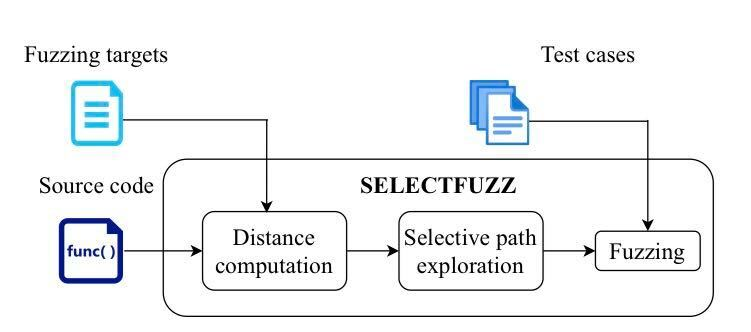 Fuzzing targets
Test cases
Source code
SELECTFUZZ
func( )
Distance
computation
Selective path
exploration
Fuzzing